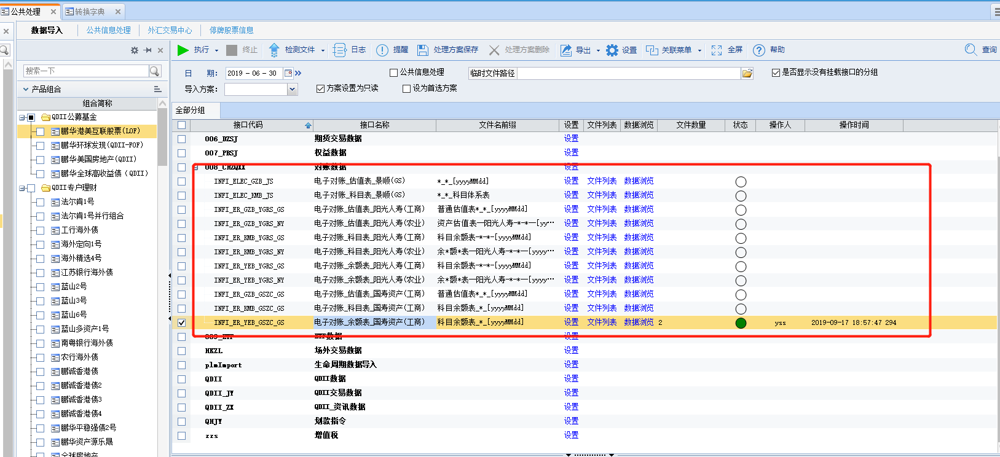 公共处理 转换字典
数据导入 公共信息处理 外汇交易中心 停牌股票信息
执行 终止 检测文件 日志 提醒 处理方案保存 处理方案删除 导出 设置 关联菜单 全屏 帮助 查询
搜索一下
日 期: 2019 - 06 - 30 公共信息处理 临时文件路径 是否显示没有挂载接口的分组
产品组合 导入方案: 方案设置为只读 设为首选方案
组合简称 全部分组
QDII公募基金
鹏华港美互联股票(LOF)
鹏华环球发现(QDII-FOF)
鹏华美国房地产(QDII)
鹏华全球高收益债 (QDII)
QDII专户理财
法尔肯1号
法尔肯1号并行组合
工行海外债
海外定向1号
海外精选4号
江苏银行海外债
蓝山2号
蓝山3号
蓝山6号
蓝山多资产1号
南粤银行海外债
农行海外债
鹏诚香港债
鹏诚香港债2
鹏诚香港债3
鹏诚香港债4
鹏华平稳强债2号
鹏华资产源乐晟
全球房地产
接口代码 接口名称 文件名前缀 设置 文件列表 数据浏览 文件数量 状态 操作人 操作时间
006_DZSJ 期货交易数据 设置
007_PBSJ 权益数据 设置
008_CHZQXX 对账数据 设置
INFI_ELEC_GZB_JS 电子对账_估值表_景顺(GS) *_*_[yyyyMMdd] 设置 文件列表 数据浏览
INFI_ELEC_KMB_JS 电子对账_科目表_景顺(GS) *_*_科目体系表 设置 文件列表 数据浏览
INFI_ER_GZB_YGRS_GS 电子对账_估值表_阳光人寿(工商) 普通估值表*_*_[yyyyMMdd] 设置 文件列表 数据浏览
INFI_ER_GZB_YGRS_NY 电子对账_估值表_阳光人寿(农业) 资产估值表—阳光人寿-*-*—[yy… 设置 文件列表 数据浏览
INFI_ER_KMB_YGRS_GS 电子对账_科目表_阳光人寿(工商) 科目余额表-*-*-[yyyyMMdd] 设置 文件列表 数据浏览
INFI_ER_KMB_YGRS_NY 电子对账_科目表_阳光人寿(农业) 余*额*表—阳光人寿-*-*—[yyyy… 设置 文件列表 数据浏览
INFI_ER_YEB_YGRS_GS 电子对账_余额表_阳光人寿(工商) 科目余额表-*-*-[yyyyMMdd] 设置 文件列表 数据浏览
INFI_ER_YEB_YGRS_NY 电子对账_余额表_阳光人寿(农业) 余*额*表—阳光人寿-*-*—[yyyy… 设置 文件列表 数据浏览
INFI_ER_GZB_GSZC_GS 电子对账_估值表_国寿资产(工商) 普通估值表*_*_[yyyyMMdd] 设置 文件列表 数据浏览
INFI_ER_KMB_GSZC_GS 电子对账_科目表_国寿资产(工商) 科目余额表_*_[yyyyMMdd] 设置 文件列表 数据浏览
INFI_ER_YEB_GSZC_GS 电子对账_余额表_国寿资产(工商) 科目余额表_*_[yyyyMMdd] 设置 文件列表 数据浏览 2 yss 2019-09-17 18:57:47 294
009_ETF ETF数据 设置
HKZL 场外交易数据 设置
plmImport 生命周期数据导入 设置
QDII QDII数据 设置
QDII_JY QDII交易数据 设置
QDII_ZX QDII_资讯数据 设置
QHJY 划款指令 设置
zzs 增值税 设置